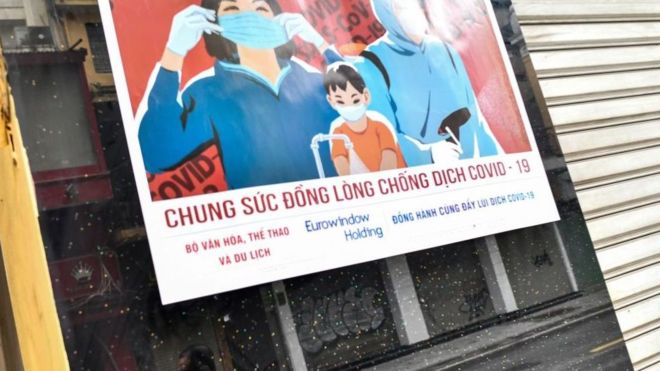 COVID-
COVID-
CHUNG SỨC ĐỒNG LÒNG CHỐNG DỊCH COVID - 19
BỘ VĂN HÓA, THỂ THAO
VÀ DU LỊCH
Eurowindow
Holding
ĐỒNG HÀNH CÙNG ĐẨY LÙI DỊCH COVID-19